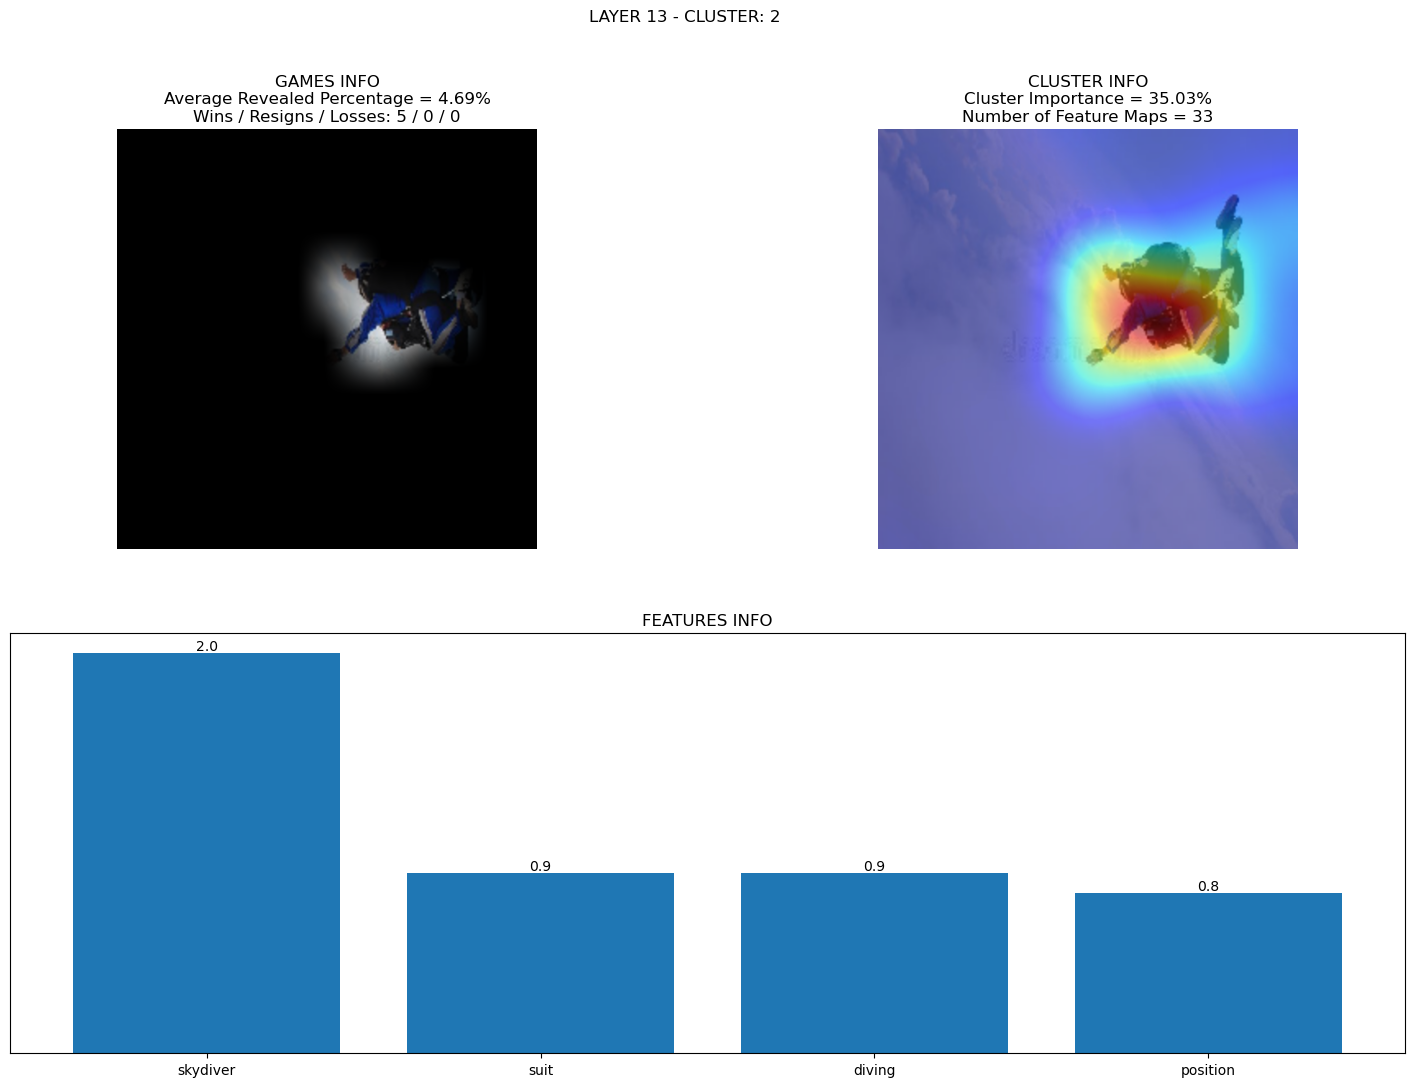 LAYER 13 - CLUSTER: 2
GAMES INFO
Average Revealed Percentage = 4.69%
Wins / Resigns / Losses: 5 / 0 / 0
CLUSTER INFO
Cluster Importance = 35.03%
Number of Feature Maps = 33
FEATURES INFO
2.0
0.9
0.9
0.8
skydiver
suit
diving
position